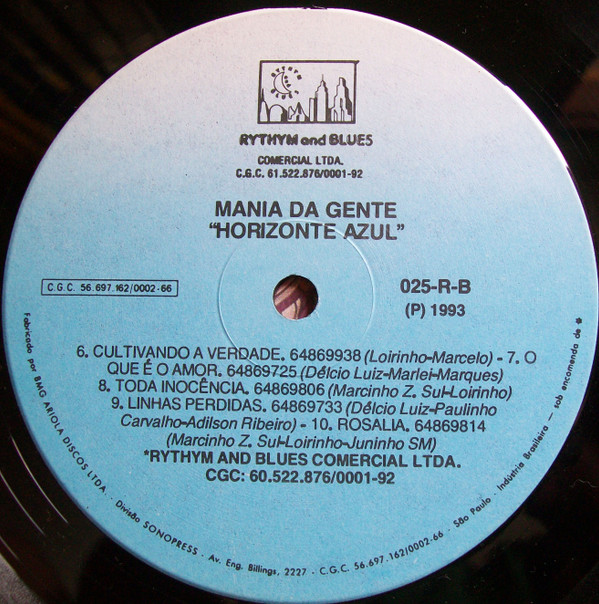 RYTHYM and BLUES
COMERCIAL LTDA.
C.G.C. 61.522.876/0001-92
MANIA DA GENTE
"HORIZONTE AZUL"
C.G.C. 56.697.162/0002-66
025-R-B
(P) 1993
6. CULTIVANDO A VERDADE. 64869938 (Loirinho-Marcelo) - 7. O
QUE É O AMOR. 64869725 (Délcio Luiz-Marlei-Marques)
8. TODA INOCÊNCIA. 64869806 (Marcinho Z. Sul-Loirinho)
9. LINHAS PERDIDAS. 64869733 (Délcio Luiz-Paulinho
Carvalho-Adilson Ribeiro) - 10. ROSALIA. 64869814
(Marcinho Z. Sul-Loirinho-Juninho SM)
*RYTHYM AND BLUES COMERCIAL LTDA.
CGC: 60.522.876/0001-92
Fabricado por BMG ARIOLA DISCOS LTDA. Divisão SONOPRESS - Av. Eng. Billings, 2227 - C.G.C. 56.697.162/0002-66 - São Paulo - Indústria Brasileira - sob encomenda de *